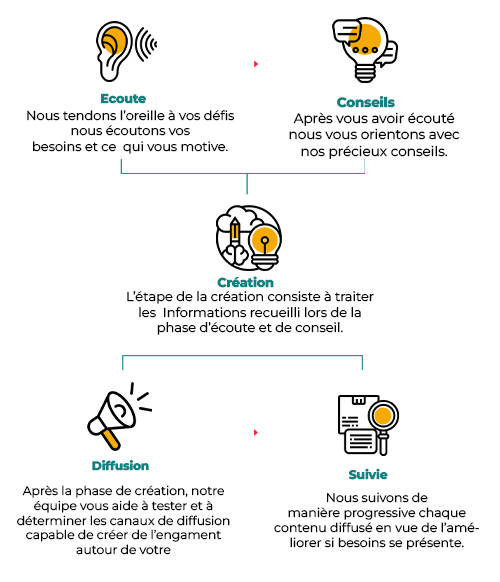 Ecoute
Nous tendons l'oreille à vos défis
nous écoutons vos
besoins et ce qui vous motive.
Conseils
Après vous avoir écouté
nous vous orientons avec
nos précieux conseils.
Création
L'étape de la création consiste à traiter
les Informations recueilli lors de la
phase d'écoute et de conseil.
Diffusion
Après la phase de création, notre
équipe vous aide à tester et à
déterminer les canaux de diffusion
capable de créer de l'engament
autour de votre
Suivie
Nous suivons de
manière progressive chaque
contenu diffusé en vue de l'amé-
liorer si besoins se présente.